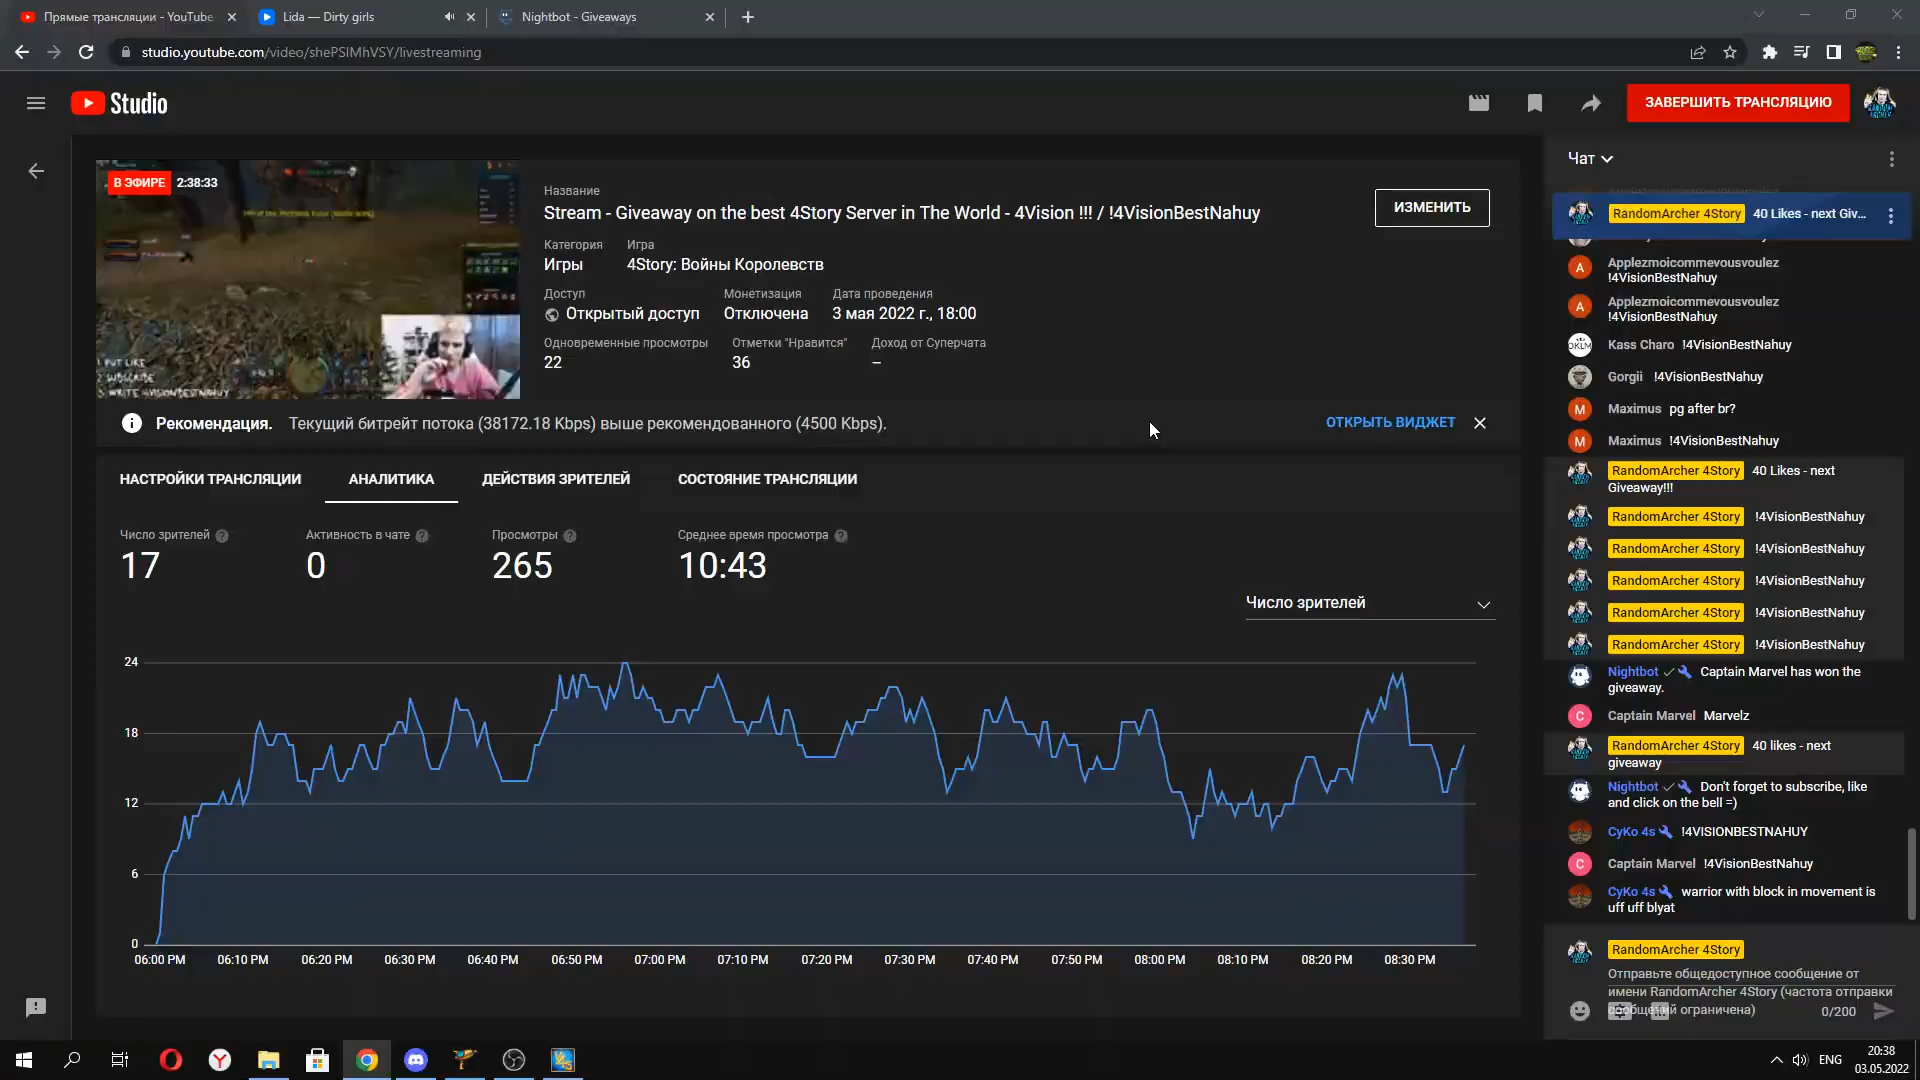 Прямые трансляции - YouTube
Lida — Dirty girls
Nightbot - Giveaways
studio.youtube.com/video/shePSlMhVSY/livestreaming
Studio
ЗАВЕРШИТЬ ТРАНСЛЯЦИЮ
В ЭФИРЕ 2:38:33
1 PUT LIKE
2 SUBSCRIBE
3 WRITE !4VISIONBESTNAHUY
Название
Stream - Giveaway on the best 4Story Server in The World - 4Vision !!! / !4VisionBestNahuy
ИЗМЕНИТЬ
Категория Игра
Игры 4Story: Войны Королевств
Доступ Монетизация Дата проведения
Открытый доступ Отключена 3 мая 2022 г., 18:00
Одновременные просмотры Отметки "Нравится" Доход от Суперчата
22 36 –
Рекомендация. Текущий битрейт потока (38172.18 Kbps) выше рекомендованного (4500 Kbps).
ОТКРЫТЬ ВИДЖЕТ
НАСТРОЙКИ ТРАНСЛЯЦИИ АНАЛИТИКА ДЕЙСТВИЯ ЗРИТЕЛЕЙ СОСТОЯНИЕ ТРАНСЛЯЦИИ
Число зрителей Активность в чате Просмотры Среднее время просмотра
17 0 265 10:43
Число зрителей
24
18
12
6
0
06:00 PM 06:10 PM 06:20 PM 06:30 PM 06:40 PM 06:50 PM 07:00 PM 07:10 PM 07:20 PM 07:30 PM 07:40 PM 07:50 PM 08:00 PM 08:10 PM 08:20 PM 08:30 PM
Чат
RandomArcher 4Story 40 Likes - next Giv...
A Applezmoicommevousvoulez
!4VisionBestNahuy
A Applezmoicommevousvoulez
!4VisionBestNahuy
OKLM Kass Charo !4VisionBestNahuy
Gorgii !4VisionBestNahuy
M Maximus pg after br?
M Maximus !4VisionBestNahuy
RandomArcher 4Story 40 Likes - next
Giveaway!!!
RandomArcher 4Story !4VisionBestNahuy
RandomArcher 4Story !4VisionBestNahuy
RandomArcher 4Story !4VisionBestNahuy
RandomArcher 4Story !4VisionBestNahuy
RandomArcher 4Story !4VisionBestNahuy
Nightbot Captain Marvel has won the
giveaway.
C Captain Marvel Marvelz
RandomArcher 4Story 40 likes - next
giveaway
Nightbot Don't forget to subscribe, like
and click on the bell =)
CyKo 4s !4VISIONBESTNAHUY
C Captain Marvel !4VisionBestNahuy
CyKo 4s warrior with block in movement is
uff uff blyat
RandomArcher 4Story
Отправьте общедоступное сообщение от
имени RandomArcher 4Story (частота отправки
сообщений ограничена)
0/200
ENG
20:38
03.05.2022